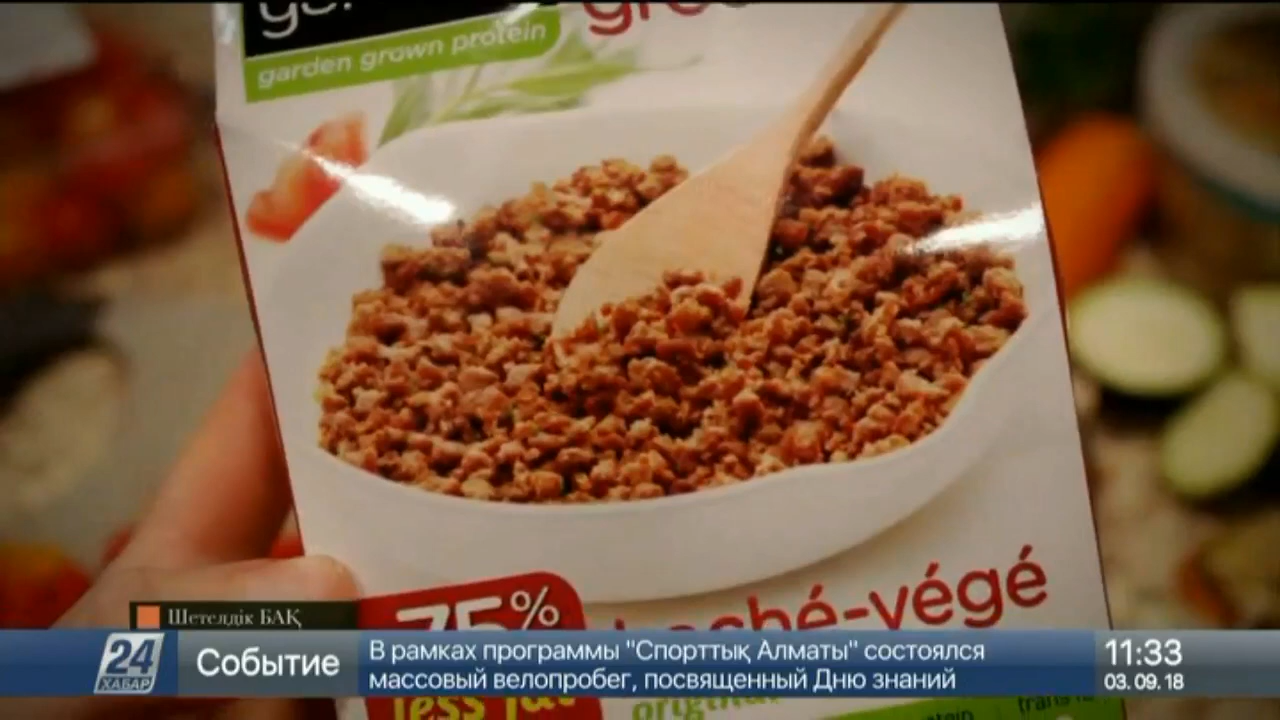 garden grown protein
75%
haché-végé
Шетелдік БАҚ
24
ХАБАР
Событие
В рамках программы "Спорттық Алматы" состоялся
массовый велопробег, посвященный Дню знаний
11:33
03.09.18
less fat
original